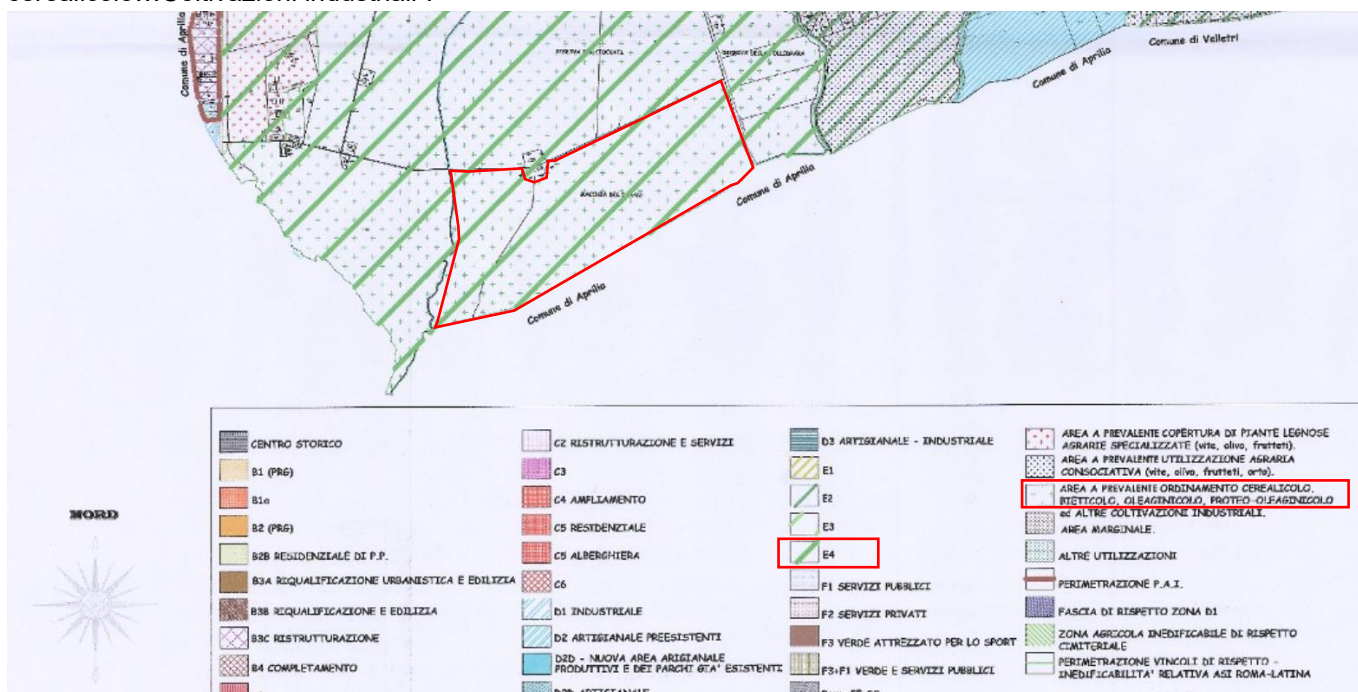 Comune di Aprilia
Comune di Aprilia
Comune di Velletri
Comune di Aprilia
Comune di Aprilia
NORD
CENTRO STORICO
B1 (PRG)
B1a
B2 (PRG)
B2B RESIDENZIALE DI P.P.
B3A RIQUALIFICAZIONE URBANISTICA E EDILIZIA
B3B RIQUALIFICAZIONE E EDILIZIA
B3C RISTRUTTURAZIONE
B4 COMPLETAMENTO
C2 RISTRUTTURAZIONE E SERVIZI
C3
C4 AMPLIAMENTO
C5 RESIDENZIALE
C5 ALBERGHIERA
C6
D1 INDUSTRIALE
D2 ARTIGIANALE PREESISTENTI
D2D - NUOVA AREA ARIGIANALE
PRODUTTIVI E DEI PARCHI GIA' ESISTENTI
D3 ARTIGIANALE - INDUSTRIALE
E1
E2
E3
E4
F1 SERVIZI PUBBLICI
F2 SERVIZI PRIVATI
F3 VERDE ATTREZZATO PER LO SPORT
F3+F1 VERDE E SERVIZI PUBBLICI
AREA A PREVALENTE COPERTURA DI PIANTE LEGNOSE
AGRARIE SPECIALIZZATE (vite, olivo, frutteti).
AREA A PREVALENTE UTILIZZAZIONE AGRARIA
CONSOCIATIVA (vite, olivo, frutteti, orto).
AREA A PREVALENTE ORDINAMENTO CEREALICOLO,
BIETICOLO, OLEAGINICOLO, PROTEO-OLEAGINICOLO
ed ALTRE COLTIVAZIONI INDUSTRIALI.
AREA MARGINALE.
ALTRE UTILIZZAZIONI
PERIMETRAZIONE P.A.I.
FASCIA DI RISPETTO ZONA D1
ZONA AGRICOLA INEDIFICABILE DI RISPETTO
CIMITERIALE
PERIMETRAZIONE VINCOLI DI RISPETTO -
INEDIFICABILITA' RELATIVA ASI ROMA-LATINA